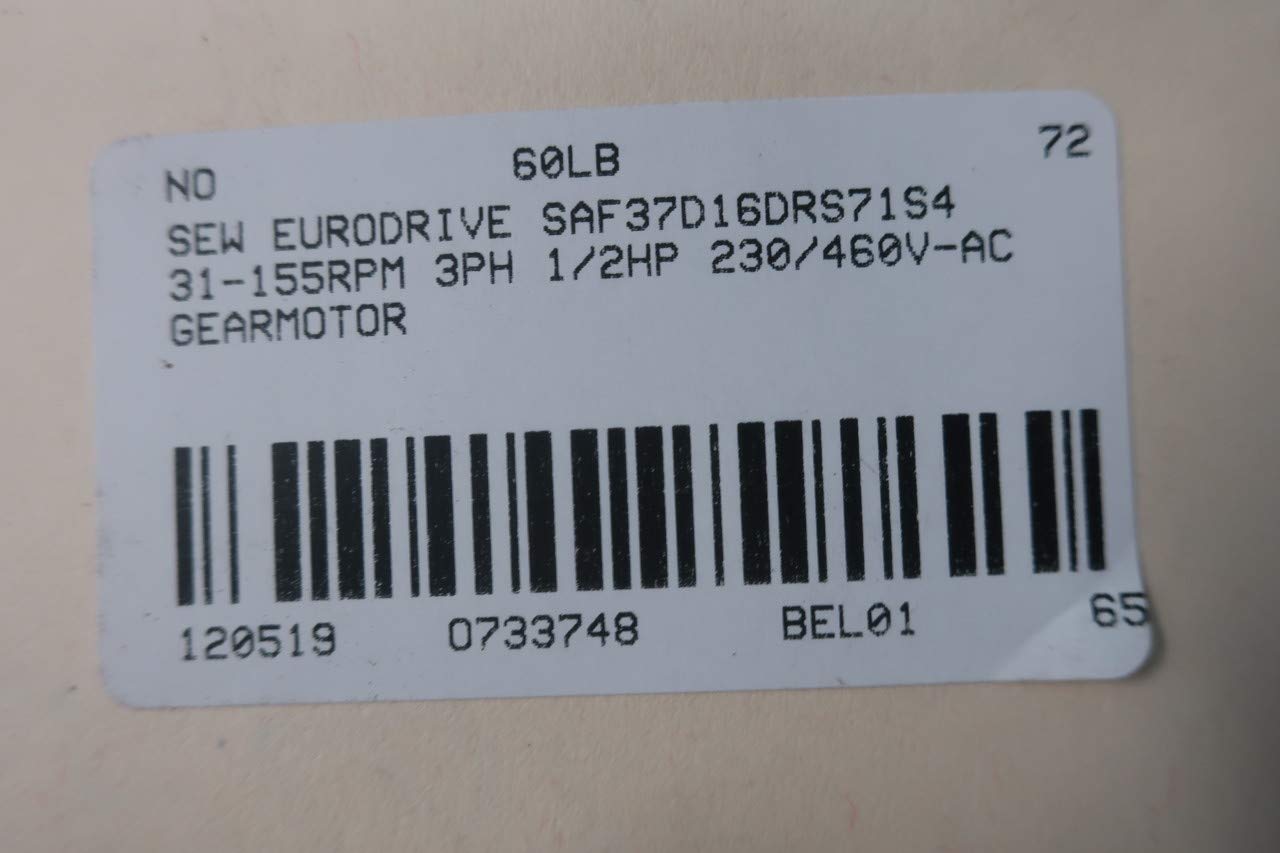 NO 60LB 72
SEW EURODRIVE SAF37D16DRS71S4
31-155RPM 3PH 1/2HP 230/460V-AC
GEARMOTOR
120519 0733748 BEL01 65